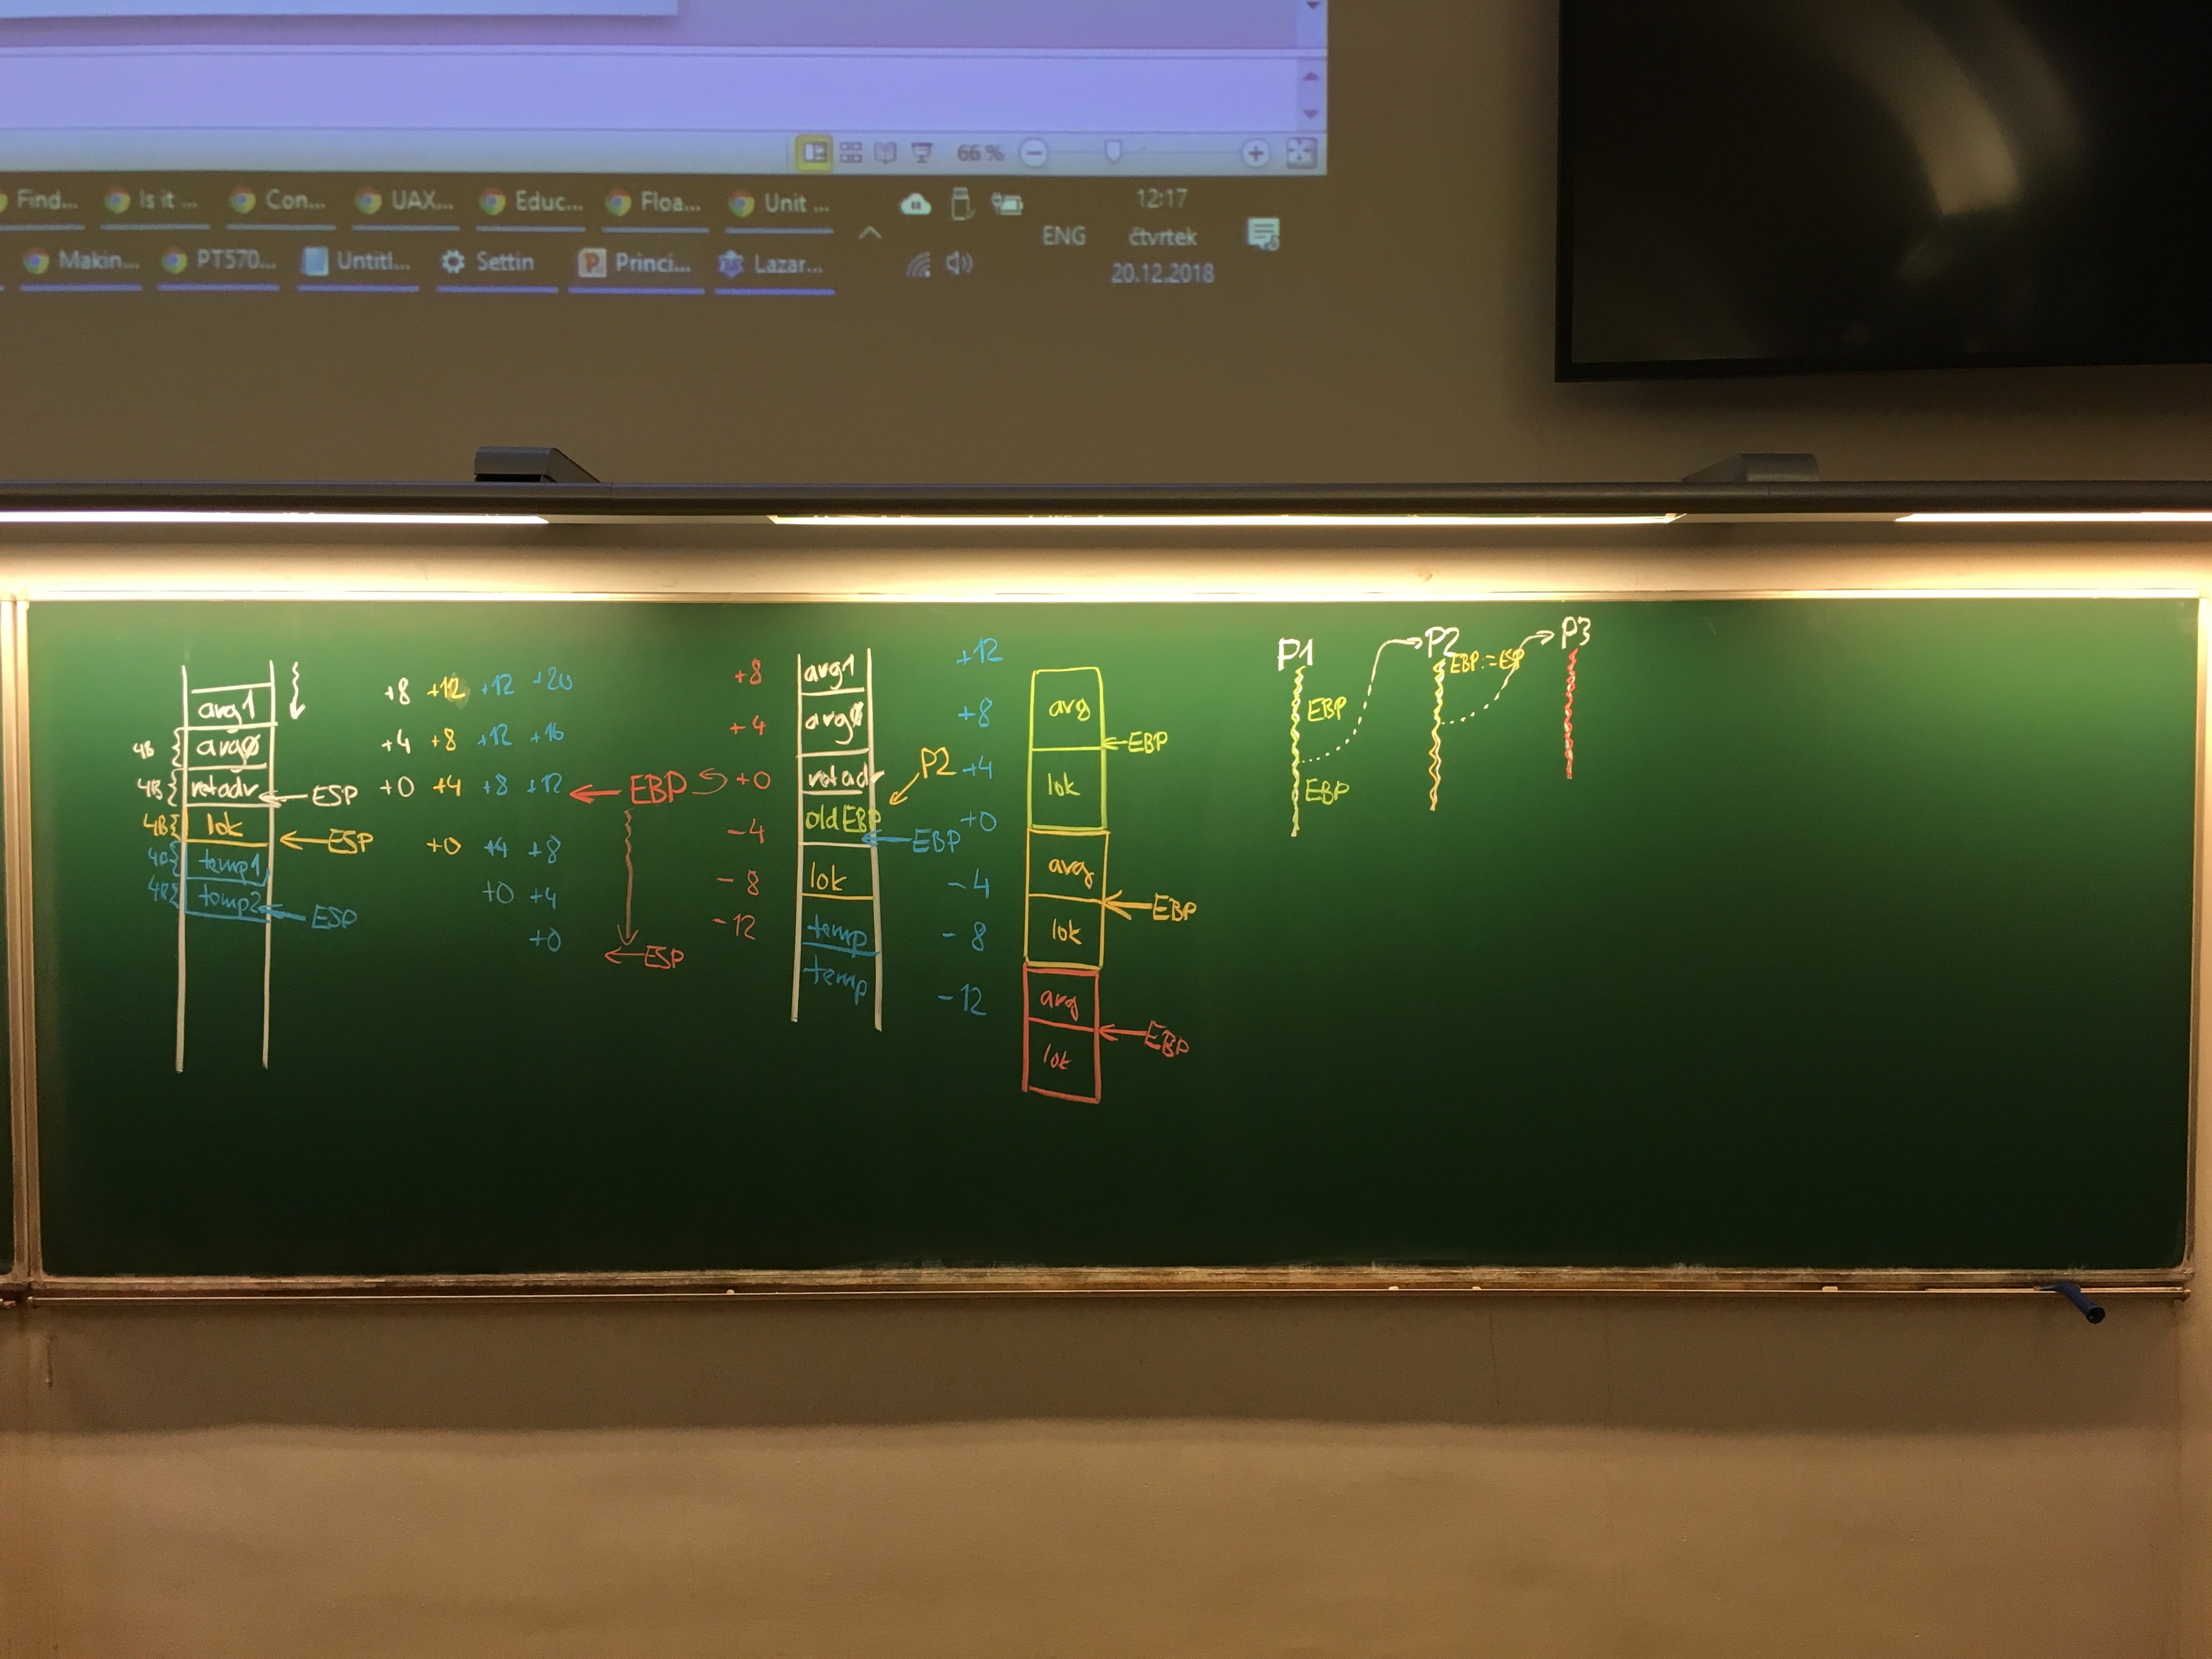 66 %
Find...
Is it ...
Con...
UAX...
Educ...
Floa...
Unit ...
Makin...
PT570...
Untitl...
Settin
Princi...
Lazar...
ENG
12:17
čtvrtek
20.12.2018
arg1 +8 +12 +12 +20
4B argø +4 +8 +12 +16
4B retadr ESP +0 +4 +8 +12 EBP
4B lok ESP +0 +4 +8
4B temp1 +0 +4
4B temp2 ESP +0
ESP
+8 arg1 +12
+4 argø +8
+0 retadr P2 +4
-4 oldEBP EBP +0
-8 lok -4
-12 temp -8
temp -12
arg
EBP
lok
arg
EBP
lok
arg
EBP
lok
P1 P2 P3
EBP:=ESP
EBP
EBP